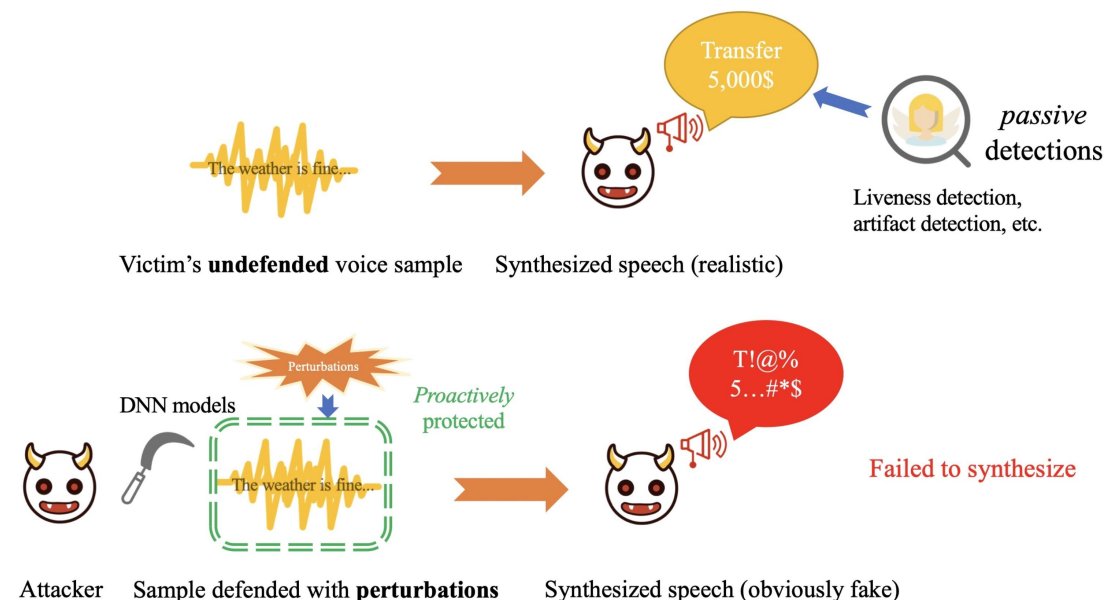 Transfer
5,000$
passive
detections
The weather is fine...
Liveness detection,
artifact detection, etc.
Victim's undefended voice sample
Synthesized speech (realistic)
Perturbations
T!@%
5...#*$
Proactively
protected
DNN models
Failed to synthesize
The weather is fine...
Attacker
Sample defended with perturbations
Synthesized speech (obviously fake)